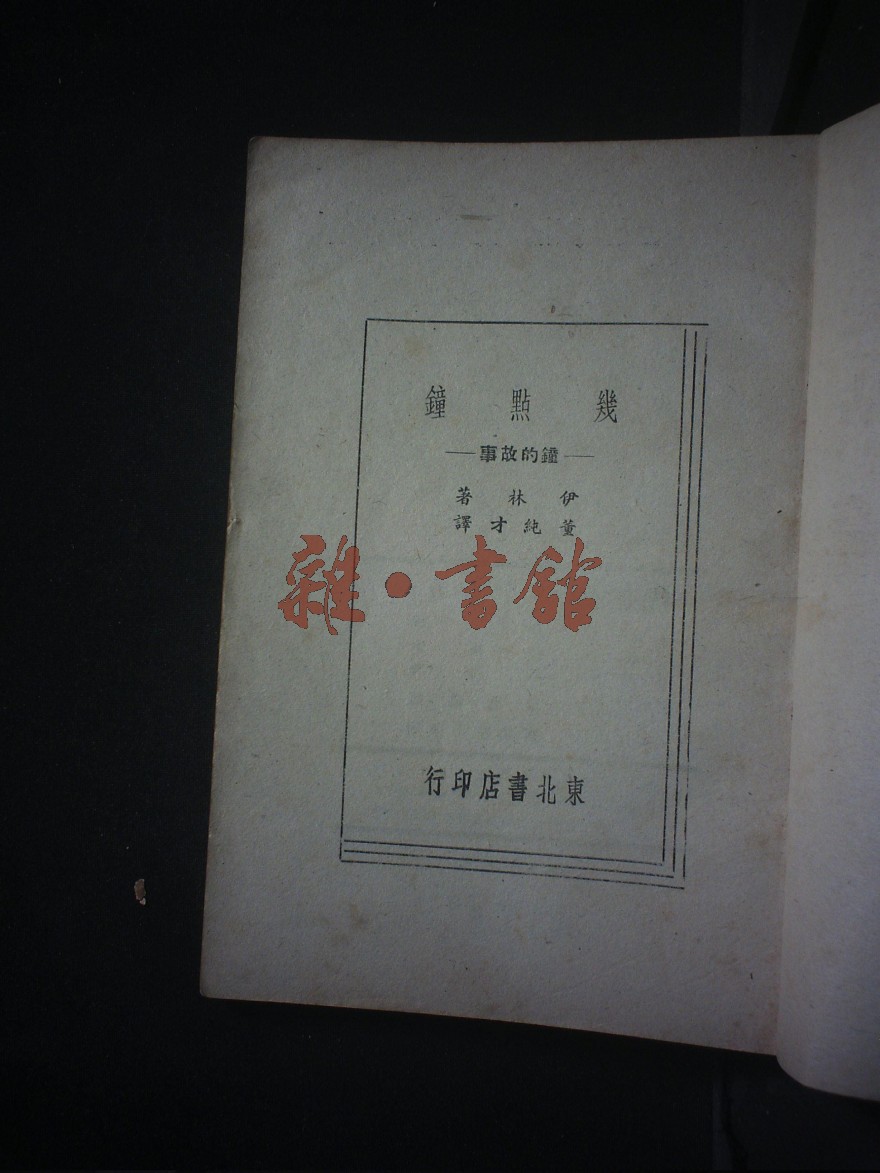 幾點鐘
—鐘的故事—
伊林著
董純才譯
雜·書館
東北書店印行